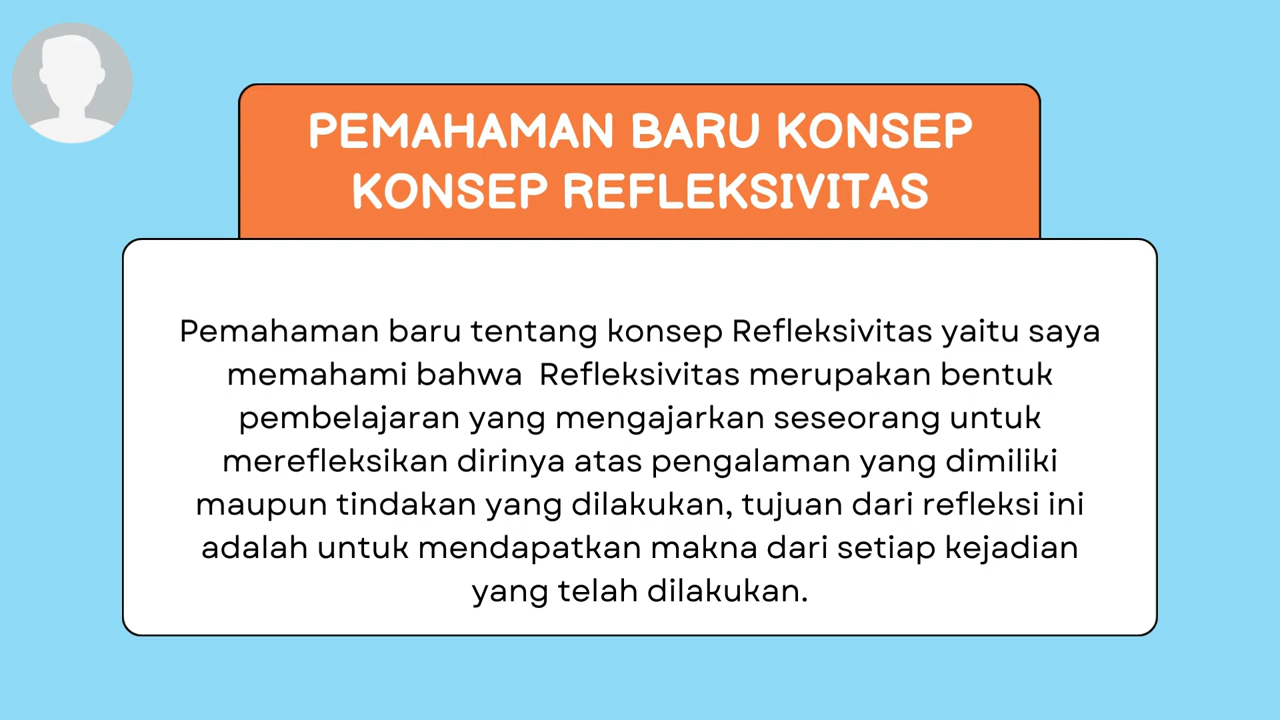 PEMAHAMAN BARU KONSEP
KONSEP REFLEKSIVITAS
Pemahaman baru tentang konsep Refleksivitas yaitu saya
memahami bahwa  Refleksivitas merupakan bentuk
pembelajaran yang mengajarkan seseorang untuk
merefleksikan dirinya atas pengalaman yang dimiliki
maupun tindakan yang dilakukan, tujuan dari refleksi ini
adalah untuk mendapatkan makna dari setiap kejadian
yang telah dilakukan.